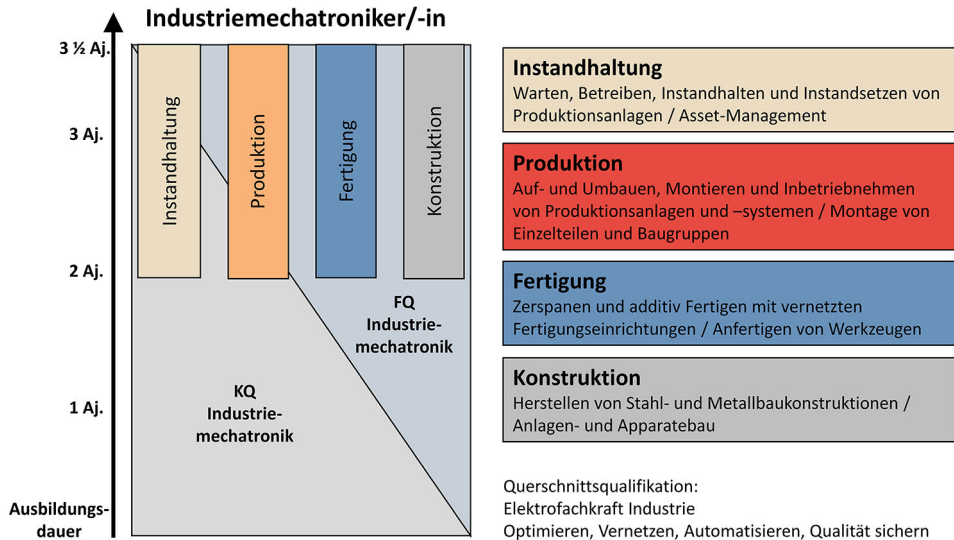 Industriemechatroniker/-in
3 ½ Aj.
3 Aj.
2 Aj.
1 Aj.
Ausbildungs-
dauer
Instandhaltung
Produktion
Fertigung
Konstruktion
FQ
Industrie-
mechatronik
KQ
Industrie-
mechatronik
Instandhaltung
Warten, Betreiben, Instandhalten und Instandsetzen von
Produktionsanlagen / Asset-Management
Produktion
Auf- und Umbauen, Montieren und Inbetriebnehmen
von Produktionsanlagen und –systemen / Montage von
Einzelteilen und Baugruppen
Fertigung
Zerspanen und additiv Fertigen mit vernetzten
Fertigungseinrichtungen / Anfertigen von Werkzeugen
Konstruktion
Herstellen von Stahl- und Metallbaukonstruktionen /
Anlagen- und Apparatebau
Querschnittsqualifikation:
Elektrofachkraft Industrie
Optimieren, Vernetzen, Automatisieren, Qualität sichern